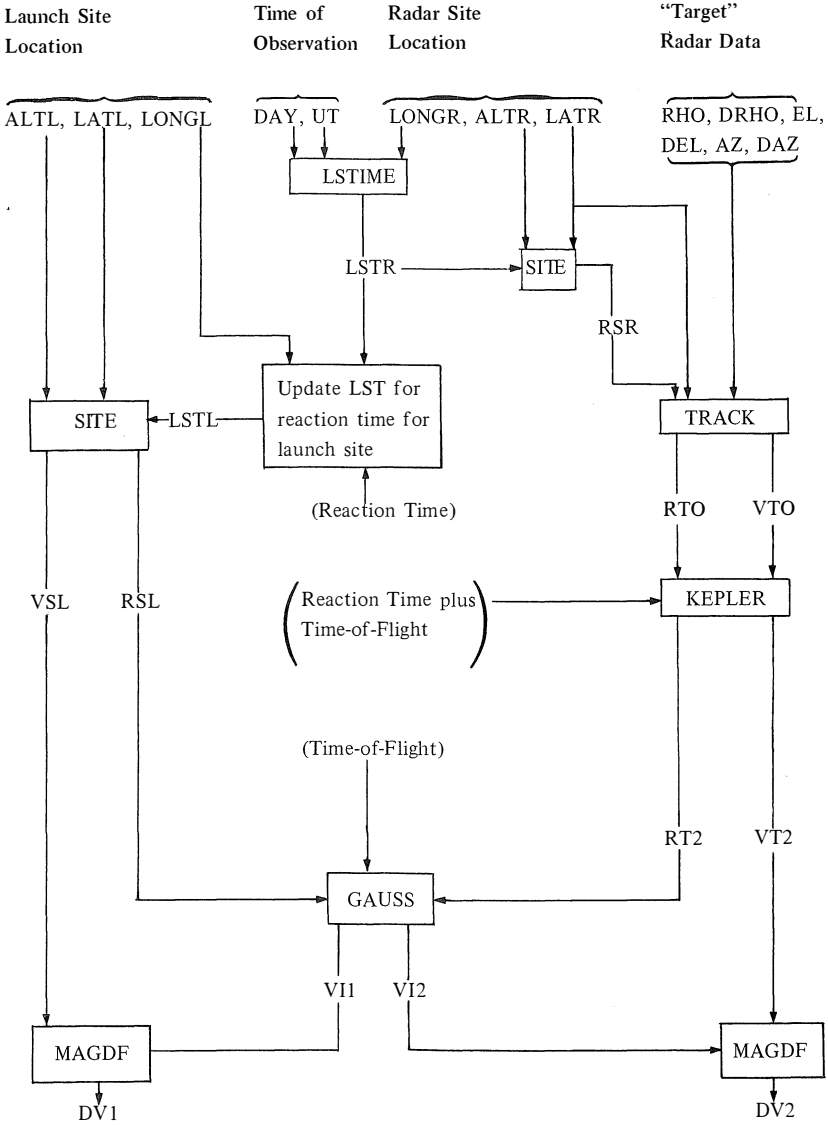 Launch Site
Location
Time of
Observation
Radar Site
Location
“Target”
Radar Data
ALTL, LATL, LONGL
DAY, UT
LONGR, ALTR, LATR
RHO, DRHO, EL,
DEL, AZ, DAZ
LSTIME
LSTR
SITE
RSR
Update LST for
reaction time for
launch site
SITE
LSTL
TRACK
(Reaction Time)
RTO
VTO
VSL
RSL
(Reaction Time plus
Time-of-Flight)
KEPLER
(Time-of-Flight)
RT2
VT2
GAUSS
VI1
VI2
MAGDF
MAGDF
DV1
DV2